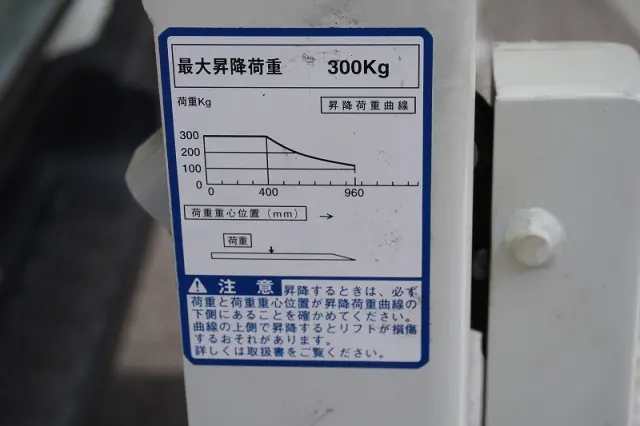 最大昇降荷重 300Kg
荷重Kg
昇降荷重曲線
300
200
100
0
0 400 960
荷重重心位置(mm) →
荷重
注意 昇降するときは、必ず
荷重と荷重重心位置が昇降荷重曲線の
下側にあることを確かめてください。
曲線の上側で昇降するとリフトが損傷
するおそれがあります。
詳しくは取扱書をご覧ください。